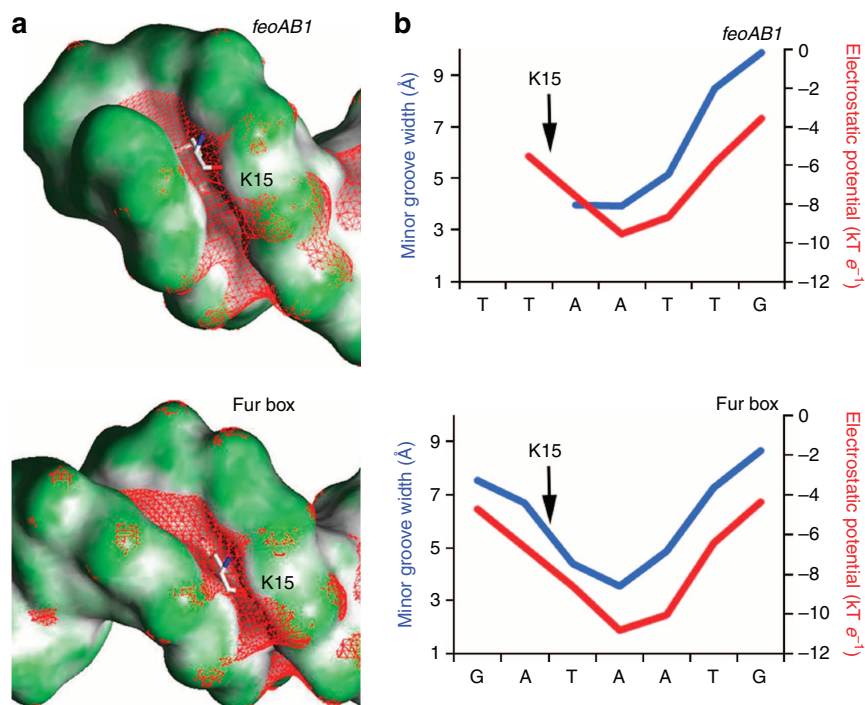 a
feoAB1
K15
Fur box
K15
b
feoAB1
K15
Minor groove width (Å)
9
7
5
3
1
0
–2
–4
–6
–8
–10
–12
Electrostatic potential (kT e–1)
T T A A T T G
Fur box
K15
Minor groove width (Å)
9
7
5
3
1
0
–2
–4
–6
–8
–10
–12
Electrostatic potential (kT e–1)
G A T A A T G